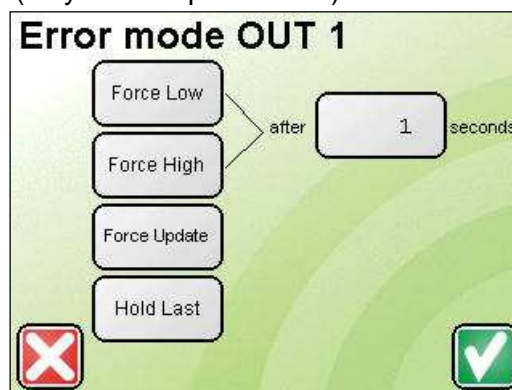 Error mode OUT 1
Force Low
after 1 seconds
Force High
Force Update
Hold Last